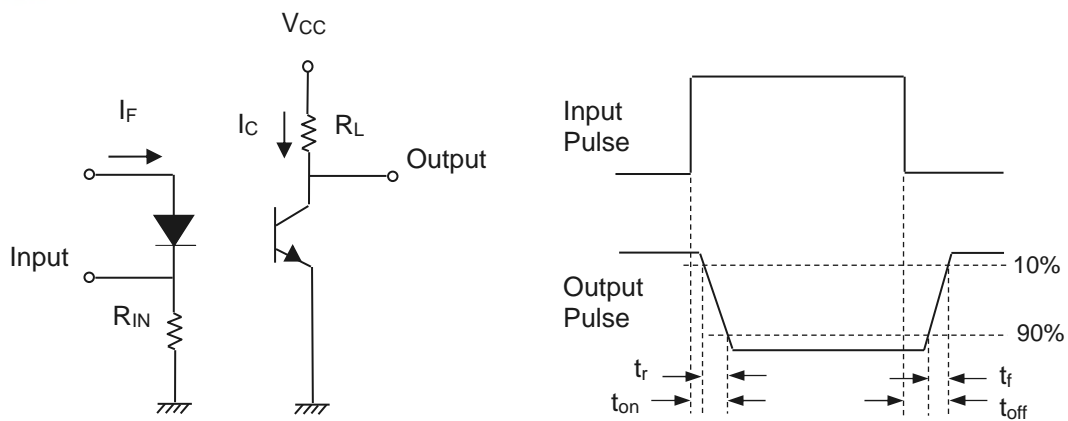 VCC
IF
IC
RL
Output
Input
RIN
Input
Pulse
Output
Pulse
10%
90%
tr
ton
tf
toff